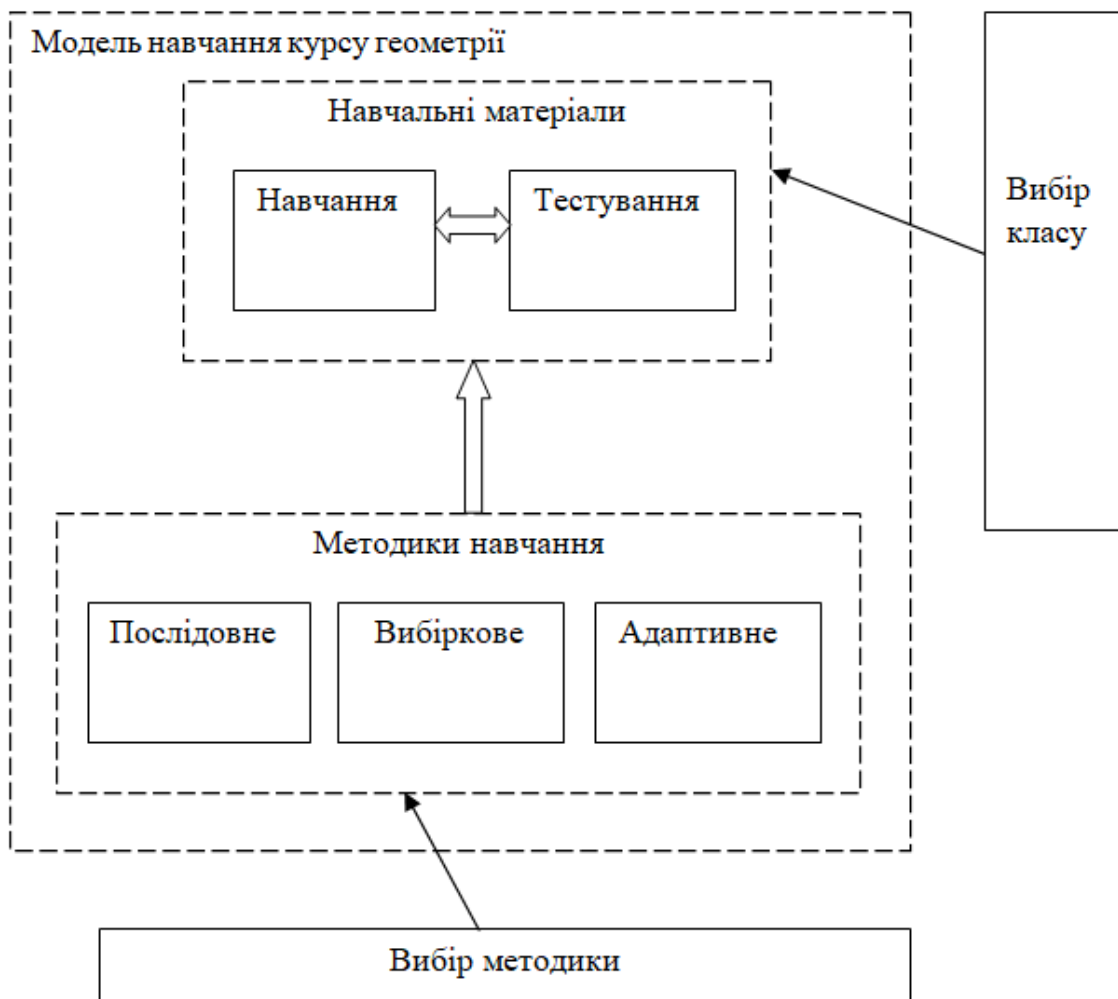 Модель навчання курсу геометрії
Навчальні матеріали
Навчання
Тестування
Вибір
класу
Методики навчання
Послідовне
Вибіркове
Адаптивне
Вибір методики